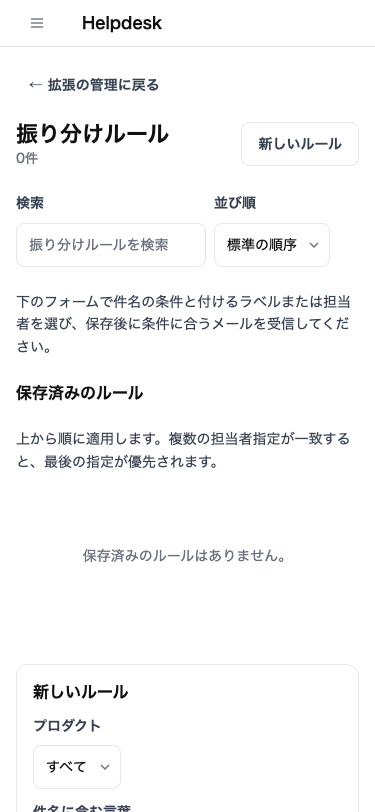 Helpdesk
← 拡張の管理に戻る
振り分けルール
0件
新しいルール
検索
並び順
振り分けルールを検索
標準の順序
下のフォームで件名の条件と付けるラベルまたは担当
者を選び、保存後に条件に合うメールを受信してくだ
さい。
保存済みのルール
上から順に適用します。複数の担当者指定が一致する
と、最後の指定が優先されます。
保存済みのルールはありません。
新しいルール
プロダクト
すべて
件名に含む言葉